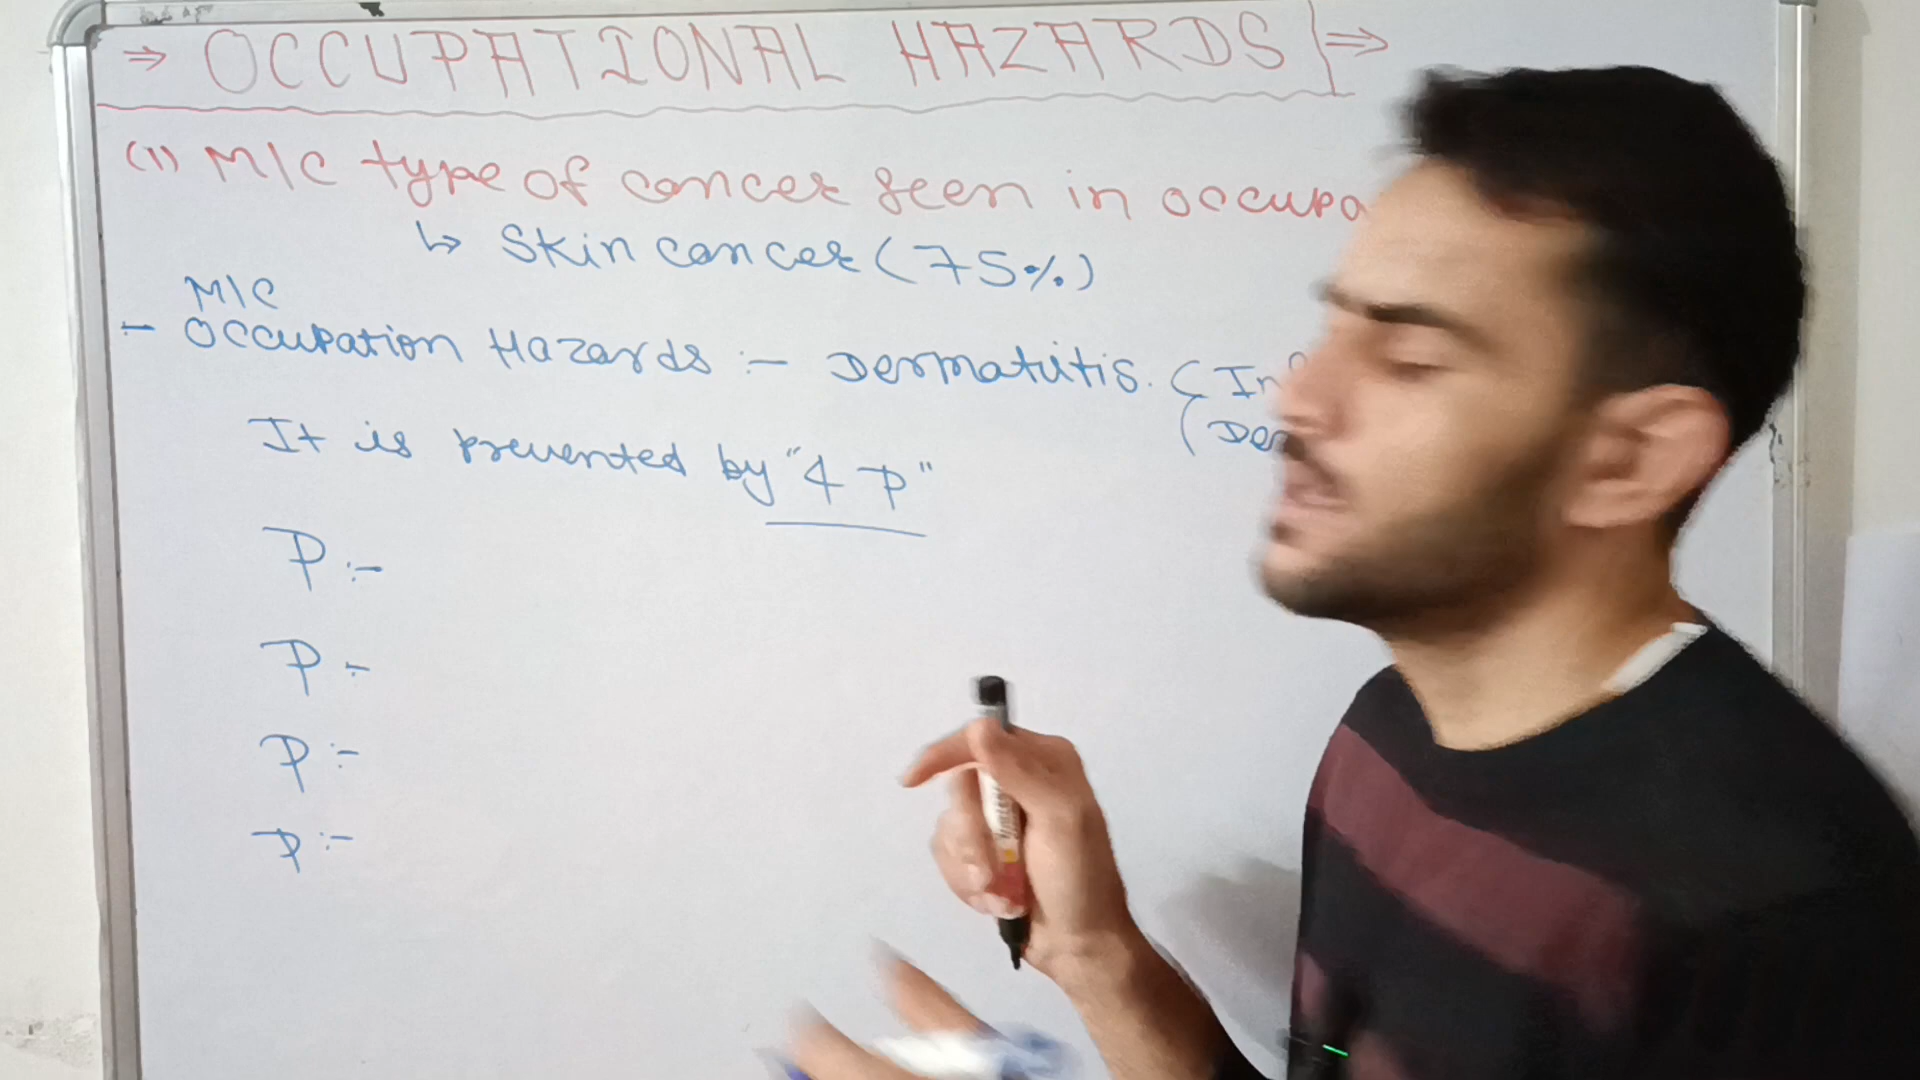 ⇒ OCCUPATIONAL HAZARDS ⇒
(1) M/C type of cancer seen in occupa
↳ Skin cancer (75%)
M/C
- Occupation Hazards :- Dermatitis. (In
(Der
It is prevented by "4 P"
P :-
P :-
P :-
P :-